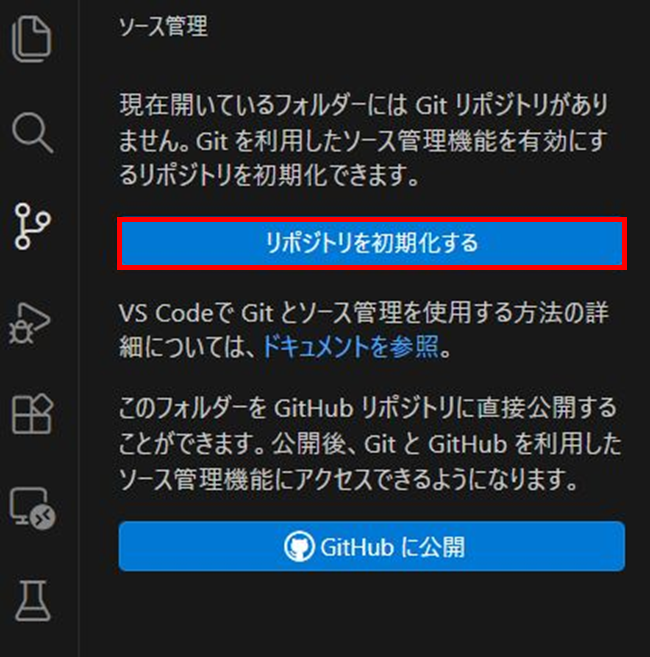 ソース管理
現在開いているフォルダーには Git リポジトリがあり
ません。Git を利用したソース管理機能を有効にす
るリポジトリを初期化できます。
リポジトリを初期化する
VS Codeで Git とソース管理を使用する方法の詳
細については、ドキュメントを参照。
このフォルダーを GitHub リポジトリに直接公開する
ことができます。公開後、Git と GitHub を利用した
ソース管理機能にアクセスできるようになります。
GitHub に公開